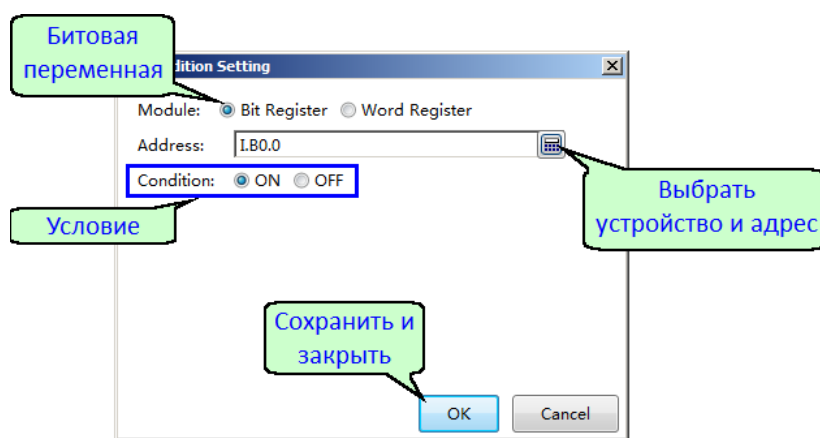 Битовая
переменная
dition Setting
Module: Bit Register Word Register
Address: I.B0.0
Condition: ON OFF
Условие
Выбрать
устройство и адрес
Сохранить и
закрыть
OK Cancel